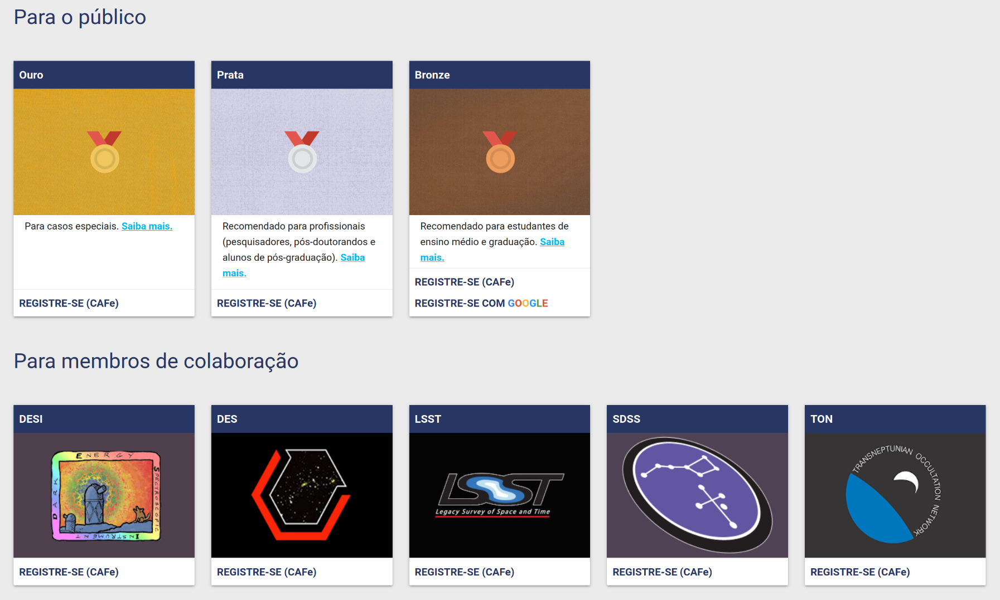 Para o público
Ouro
Para casos especiais. Saiba mais.
REGISTRE-SE (CAFe)
Prata
Recomendado para profissionais
(pesquisadores, pós-doutorandos e
alunos de pós-graduação). Saiba
mais.
REGISTRE-SE (CAFe)
Bronze
Recomendado para estudantes de
ensino médio e graduação. Saiba
mais.
REGISTRE-SE (CAFe)
REGISTRE-SE COM GOOGLE
Para membros de colaboração
DESI
DARK
ENERGY
SPECTROSCOPIC
INSTRUMENT
REGISTRE-SE (CAFe)
DES
REGISTRE-SE (CAFe)
LSST
LSST
Legacy Survey of Space and Time
REGISTRE-SE (CAFe)
SDSS
REGISTRE-SE (CAFe)
TON
TRANSNEPTUNIAN OCCULTATION NETWORK
REGISTRE-SE (CAFe)